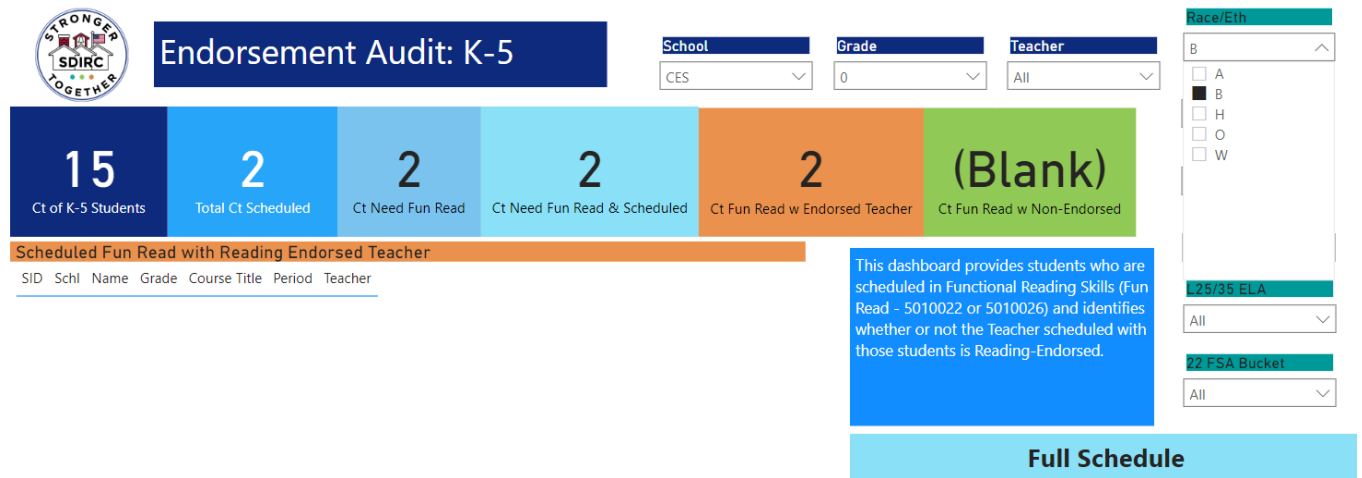 STRONGER
SDIRC
TOGETHER
Endorsement Audit: K-5
School
CES
Grade
0
Teacher
All
Race/Eth
B
A
B
H
O
W
15
Ct of K-5 Students
2
Total Ct Scheduled
2
Ct Need Fun Read
2
Ct Need Fun Read & Scheduled
2
Ct Fun Read w Endorsed Teacher
(Blank)
Ct Fun Read w Non-Endorsed
Scheduled Fun Read with Reading Endorsed Teacher
SID Schl Name Grade Course Title Period Teacher
This dashboard provides students who are
scheduled in Functional Reading Skills (Fun
Read - 5010022 or 5010026) and identifies
whether or not the Teacher scheduled with
those students is Reading-Endorsed.
L25/35 ELA
All
22 FSA Bucket
All
Full Schedule